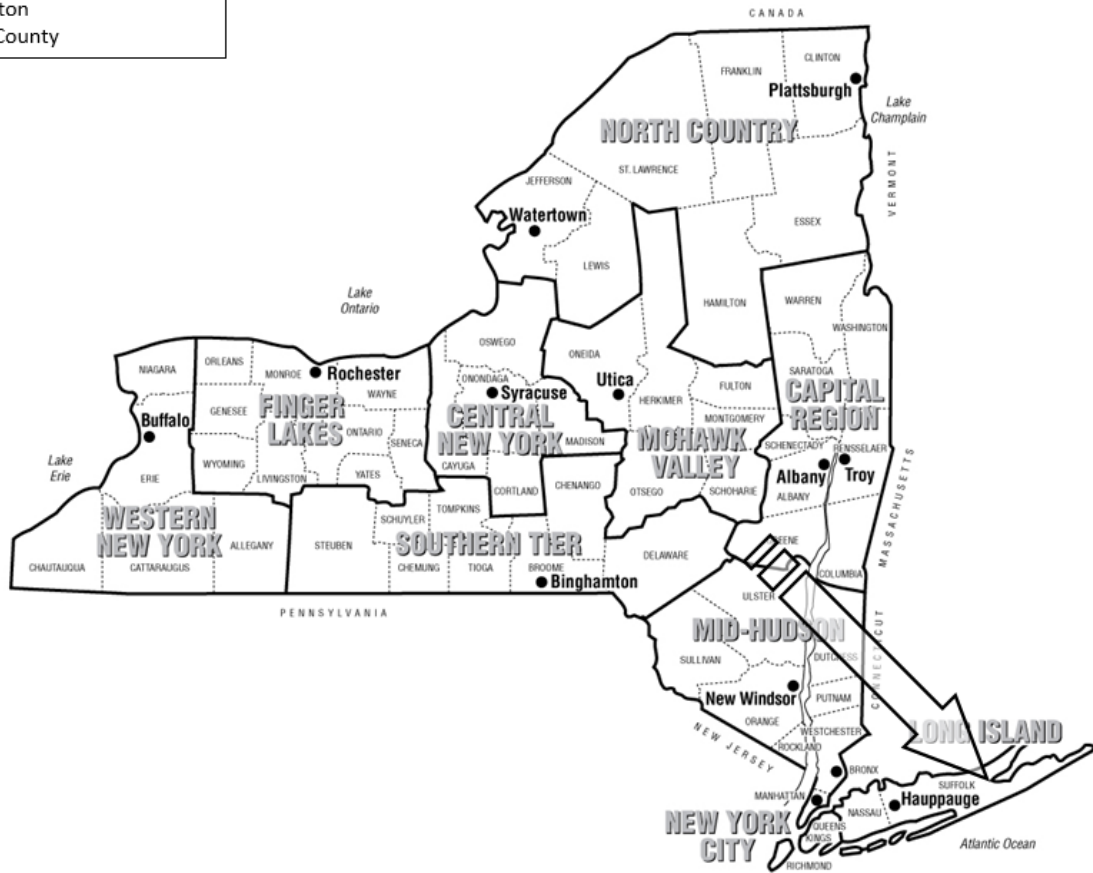 ton
County
CANADA
CLINTON
FRANKLIN
Plattsburgh
Lake
Champlain
NORTH COUNTRY
ST. LAWRENCE
VERMONT
JEFFERSON
Watertown
ESSEX
LEWIS
Lake
Ontario
HAMILTON
WARREN
WASHINGTON
OSWEGO
ONEIDA
NIAGARA
ORLEANS
MONROE
Rochester
ONONDAGA
Syracuse
Utica
SARATOGA
FULTON
CAPITAL
REGION
WAYNE
GENESEE
FINGER
LAKES
HERKIMER
MONTGOMERY
Buffalo
ONTARIO
SENECA
CENTRAL
NEW YORK
MADISON
MOHAWK
VALLEY
SCHENECTADY
RENSSELAER
Lake
Erie
WYOMING
LIVINGSTON
YATES
CAYUGA
Albany
Troy
ERIE
CORTLAND
CHENANGO
OTSEGO
SCHOHARIE
ALBANY
MASSACHUSETTS
WESTERN
NEW YORK
ALLEGANY
STEUBEN
SCHUYLER
TOMPKINS
SOUTHERN TIER
DELAWARE
CHAUTAUQUA
CATTARAUGUS
CHEMUNG
TIOGA
BROOME
Binghamton
COLUMBIA
PENNSYLVANIA
ULSTER
MID-HUDSON
CONNECTICUT
SULLIVAN
DUTCHESS
New Windsor
PUTNAM
ORANGE
WESTCHESTER
ROCKLAND
NEW JERSEY
LONG ISLAND
BRONX
MANHATTAN
SUFFOLK
NASSAU
Hauppauge
NEW YORK
CITY
QUEENS
KINGS
RICHMOND
Atlantic Ocean